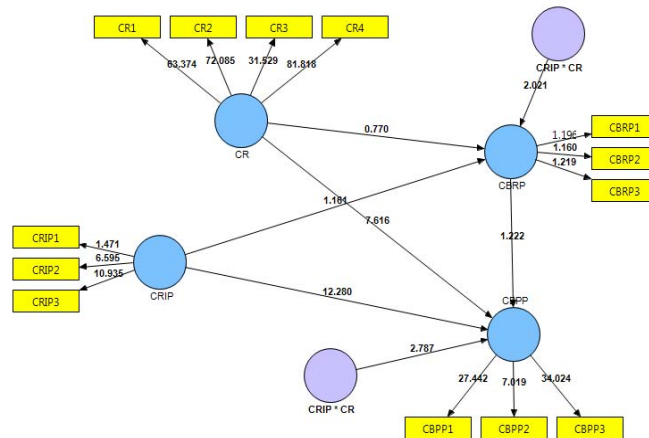 CR1
CR2
CR3
CR4
63.374
72.085
31.529
81.818
CRIP * CR
2.021
CR
0.770
CBRP
1.196
1.160
1.219
CBRP1
CBRP2
CBRP3
1.161
7.616
1.222
CRIP1
CRIP2
CRIP3
1.471
6.595
10.935
CRIP
12.280
CBPP
2.787
CRIP * CR
27.442
7.019
34.024
CBPP1
CBPP2
CBPP3